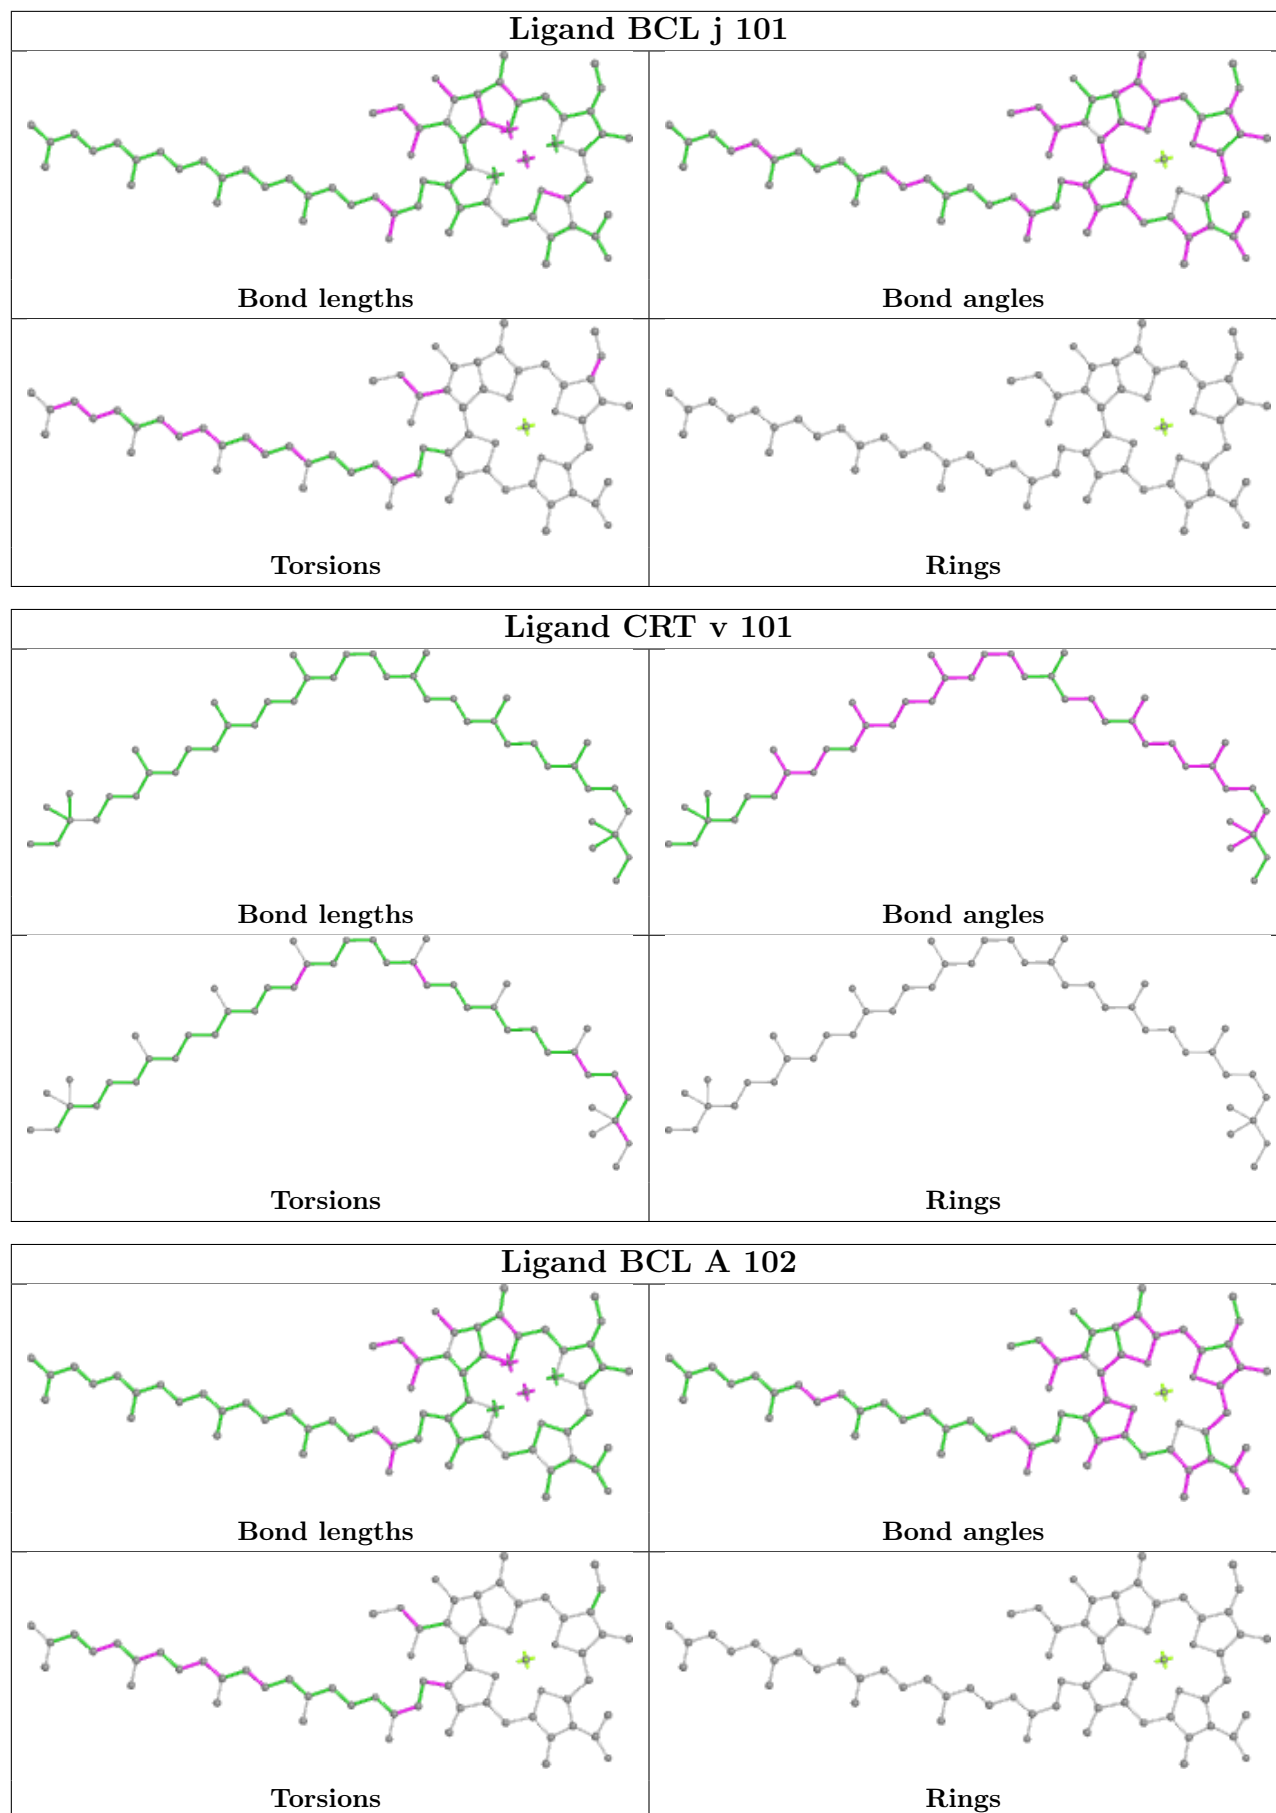 Ligand BCL j 101
Bond lengths
Bond angles
Torsions
Rings
Ligand CRT v 101
Bond lengths
Bond angles
Torsions
Rings
Ligand BCL A 102
Bond lengths
Bond angles
Torsions
Rings